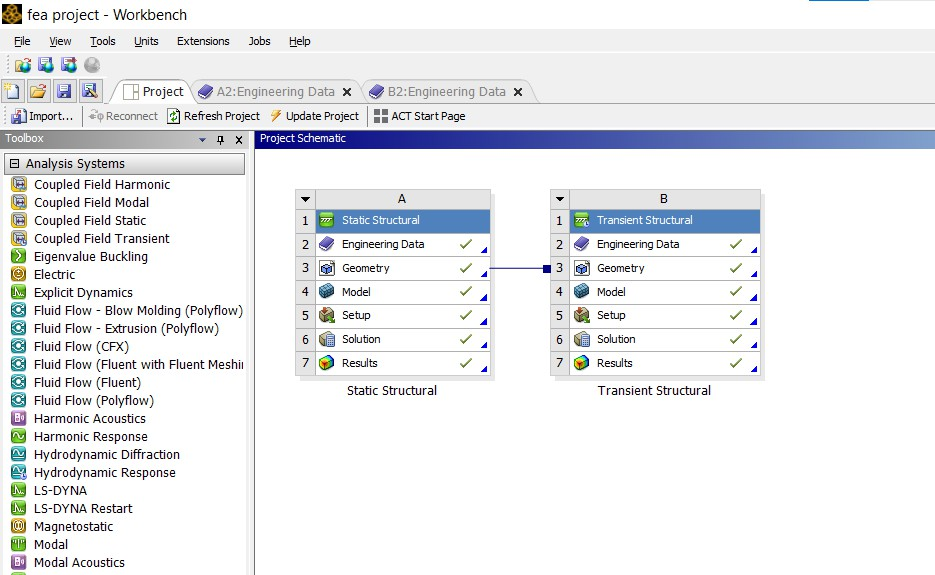 fea project - Workbench
File View Tools Units Extensions Jobs Help
Project A2:Engineering Data B2:Engineering Data
Import... Reconnect Refresh Project Update Project ACT Start Page
Toolbox
Project Schematic
Analysis Systems
Coupled Field Harmonic
Coupled Field Modal
Coupled Field Static
Coupled Field Transient
Eigenvalue Buckling
Electric
Explicit Dynamics
Fluid Flow - Blow Molding (Polyflow)
Fluid Flow - Extrusion (Polyflow)
Fluid Flow (CFX)
Fluid Flow (Fluent with Fluent Meshi
Fluid Flow (Fluent)
Fluid Flow (Polyflow)
Harmonic Acoustics
Harmonic Response
Hydrodynamic Diffraction
Hydrodynamic Response
LS-DYNA
LS-DYNA Restart
Magnetostatic
Modal
Modal Acoustics
A
1 Static Structural
2 Engineering Data
3 Geometry
4 Model
5 Setup
6 Solution
7 Results
Static Structural
B
1 Transient Structural
2 Engineering Data
3 Geometry
4 Model
5 Setup
6 Solution
7 Results
Transient Structural